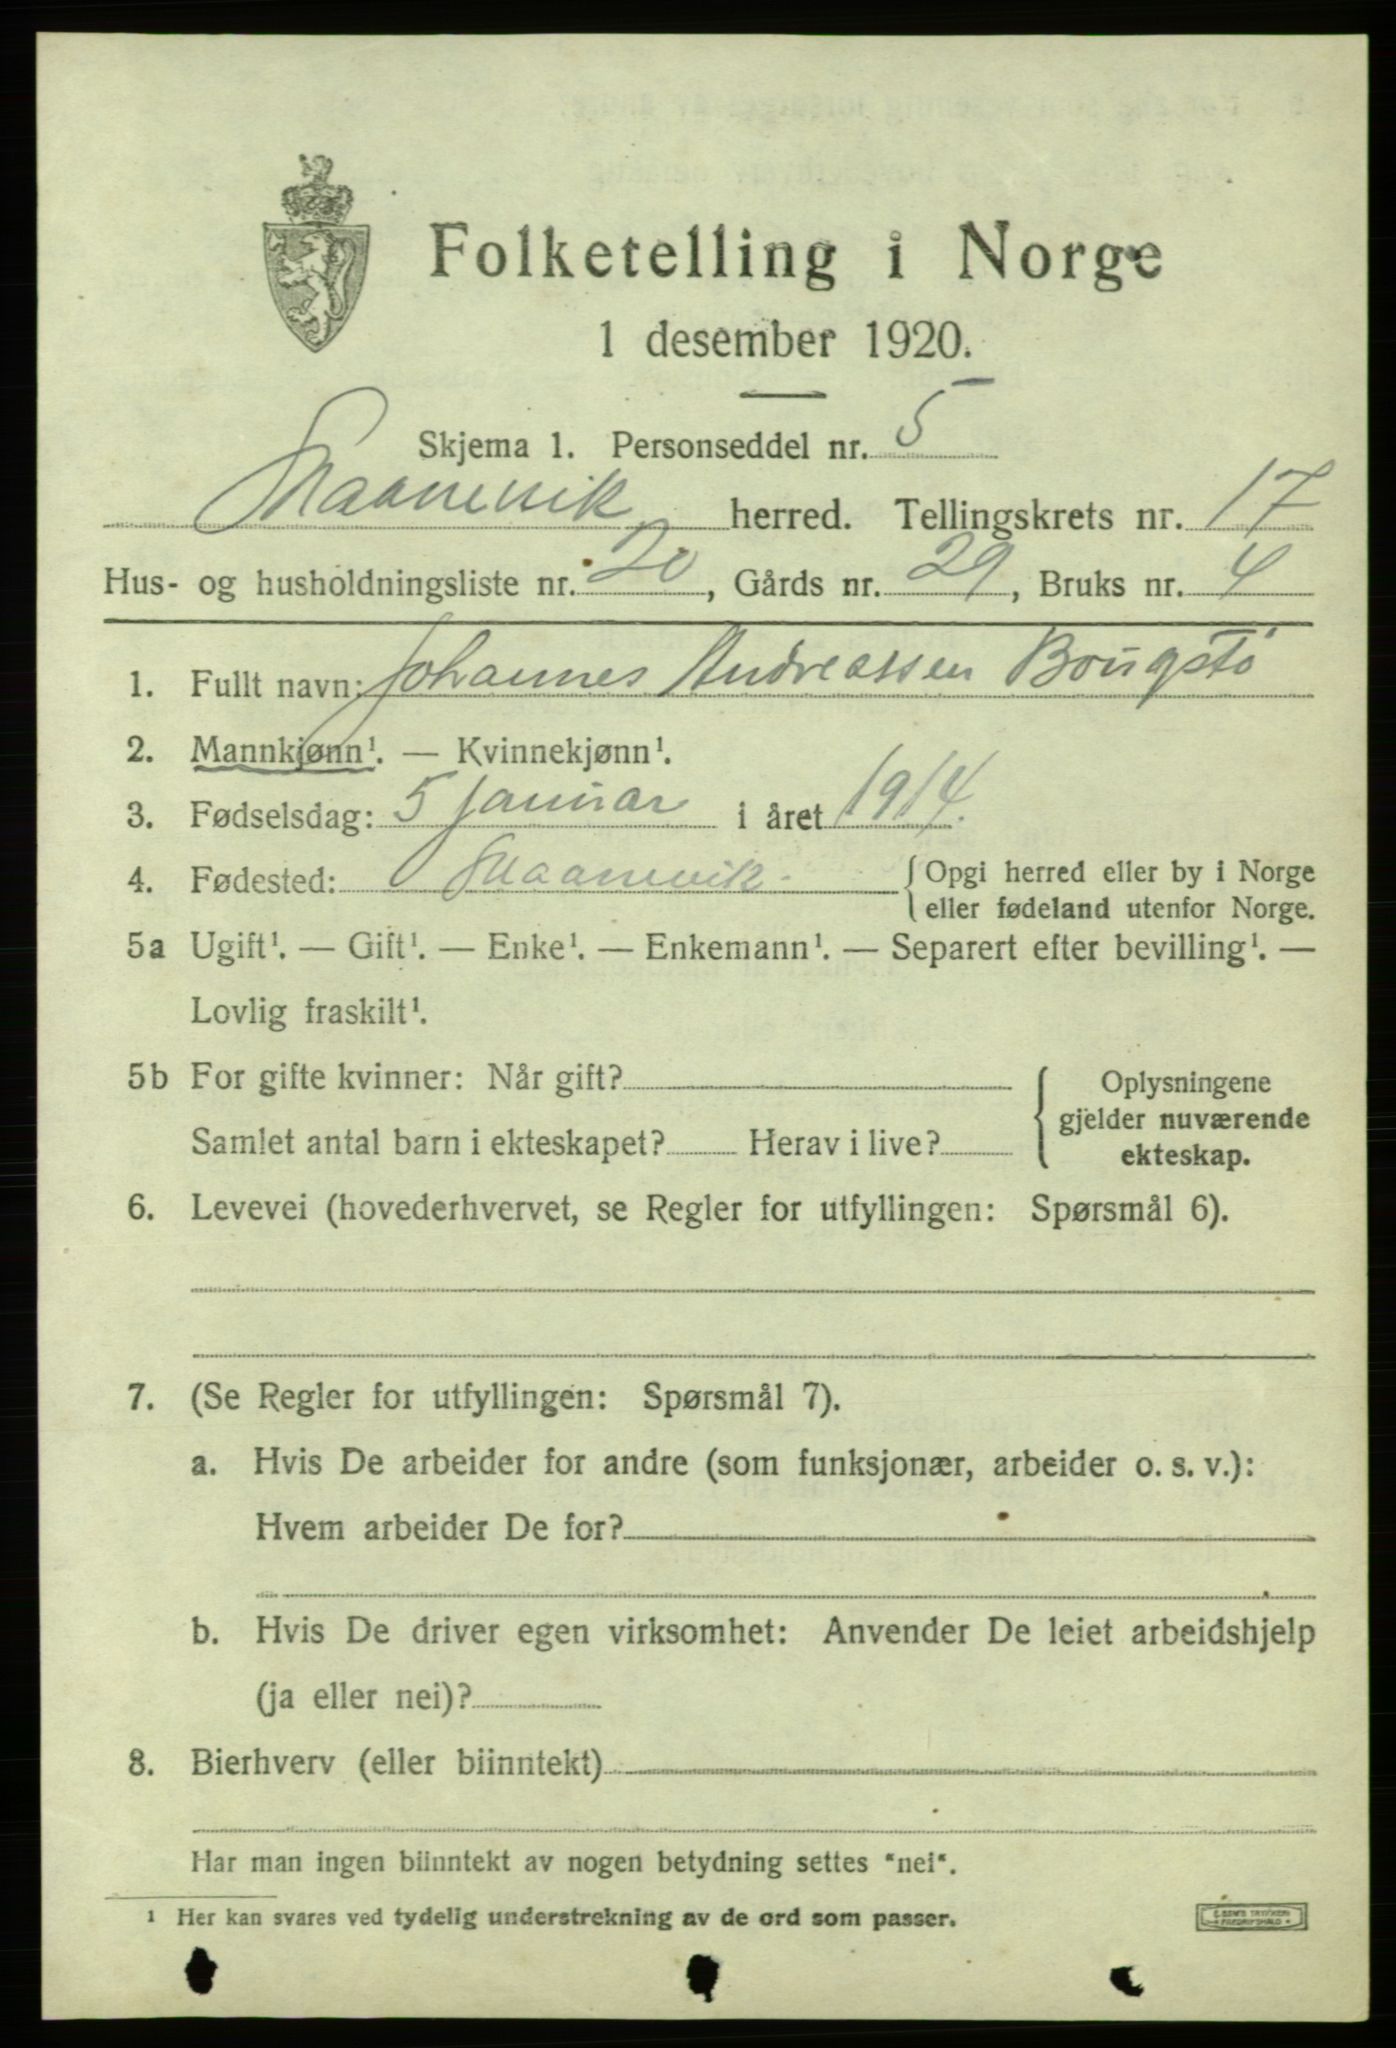 Folketelling i Norge
1 desember 1920.
Skjema 1. Personseddel nr. 5
Skaanevik herred. Tellingskrets nr. 17
Hus- og husholdningsliste nr. 20, Gårds nr. 29, Bruks nr. 4
1. Fullt navn: Johannes Andreassen
2. Mannkjønn¹. — Kvinnekjønn¹.
3. Fødselsdag: 5 Januar i året 1914.
4. Fødested: Skaanevik. { Opgi herred eller by i Norge
eller fødeland utenfor Norge.
5a Ugift¹. — Gift¹. — Enke¹. — Enkemann¹. — Separert efter bevilling¹. —
Lovlig fraskilt¹.
5b For gifte kvinner: Når gift?
Samlet antal barn i ekteskapet? Herav i live?
{ Oplysningene
gjelder nuværende
ekteskap.
6. Levevei (hovederhvervet, se Regler for utfyllingen: Spørsmål 6).
7. (Se Regler for utfyllingen: Spørsmål 7).
a. Hvis De arbeider for andre (som funksjonær, arbeider o. s. v.):
Hvem arbeider De for?
b. Hvis De driver egen virksomhet: Anvender De leiet arbeidshjelp
(ja eller nei)?
8. Bierhverv (eller biinntekt)
Har man ingen biinntekt av nogen betydning settes "nei".
¹ Her kan svares ved tydelig understrekning av de ord som passer.